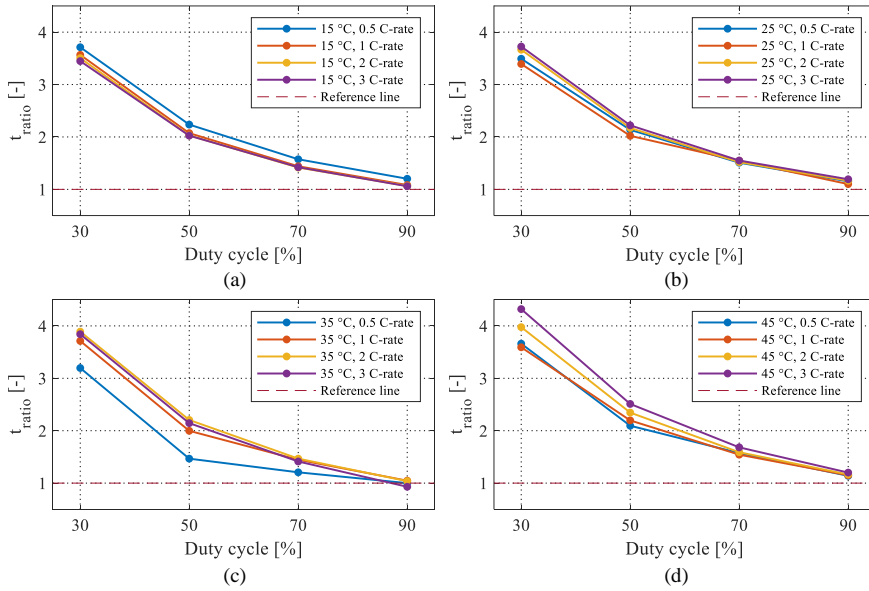 4
3
2
1
t_ratio [-]
15 °C, 0.5 C-rate
15 °C, 1 C-rate
15 °C, 2 C-rate
15 °C, 3 C-rate
Reference line
30 50 70 90
Duty cycle [%]
(a)
4
3
2
1
t_ratio [-]
25 °C, 0.5 C-rate
25 °C, 1 C-rate
25 °C, 2 C-rate
25 °C, 3 C-rate
Reference line
30 50 70 90
Duty cycle [%]
(b)
4
3
2
1
t_ratio [-]
35 °C, 0.5 C-rate
35 °C, 1 C-rate
35 °C, 2 C-rate
35 °C, 3 C-rate
Reference line
30 50 70 90
Duty cycle [%]
(c)
4
3
2
1
t_ratio [-]
45 °C, 0.5 C-rate
45 °C, 1 C-rate
45 °C, 2 C-rate
45 °C, 3 C-rate
Reference line
30 50 70 90
Duty cycle [%]
(d)